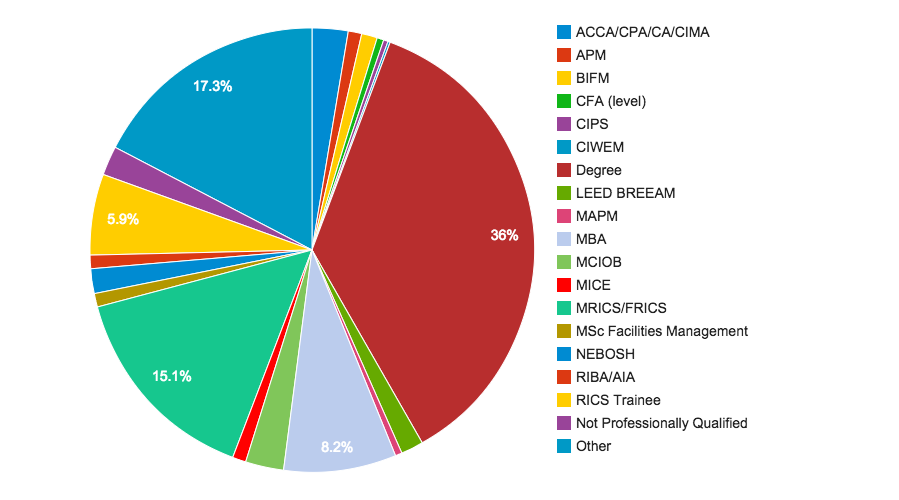 ACCA/CPA/CA/CIMA
APM
BIFM
CFA (level)
CIPS
CIWEM
Degree
LEED BREEAM
MAPM
MBA
MCIOB
MICE
MRICS/FRICS
MSc Facilities Management
NEBOSH
RIBA/AIA
RICS Trainee
Not Professionally Qualified
Other
17.3%
5.9%
36%
15.1%
8.2%